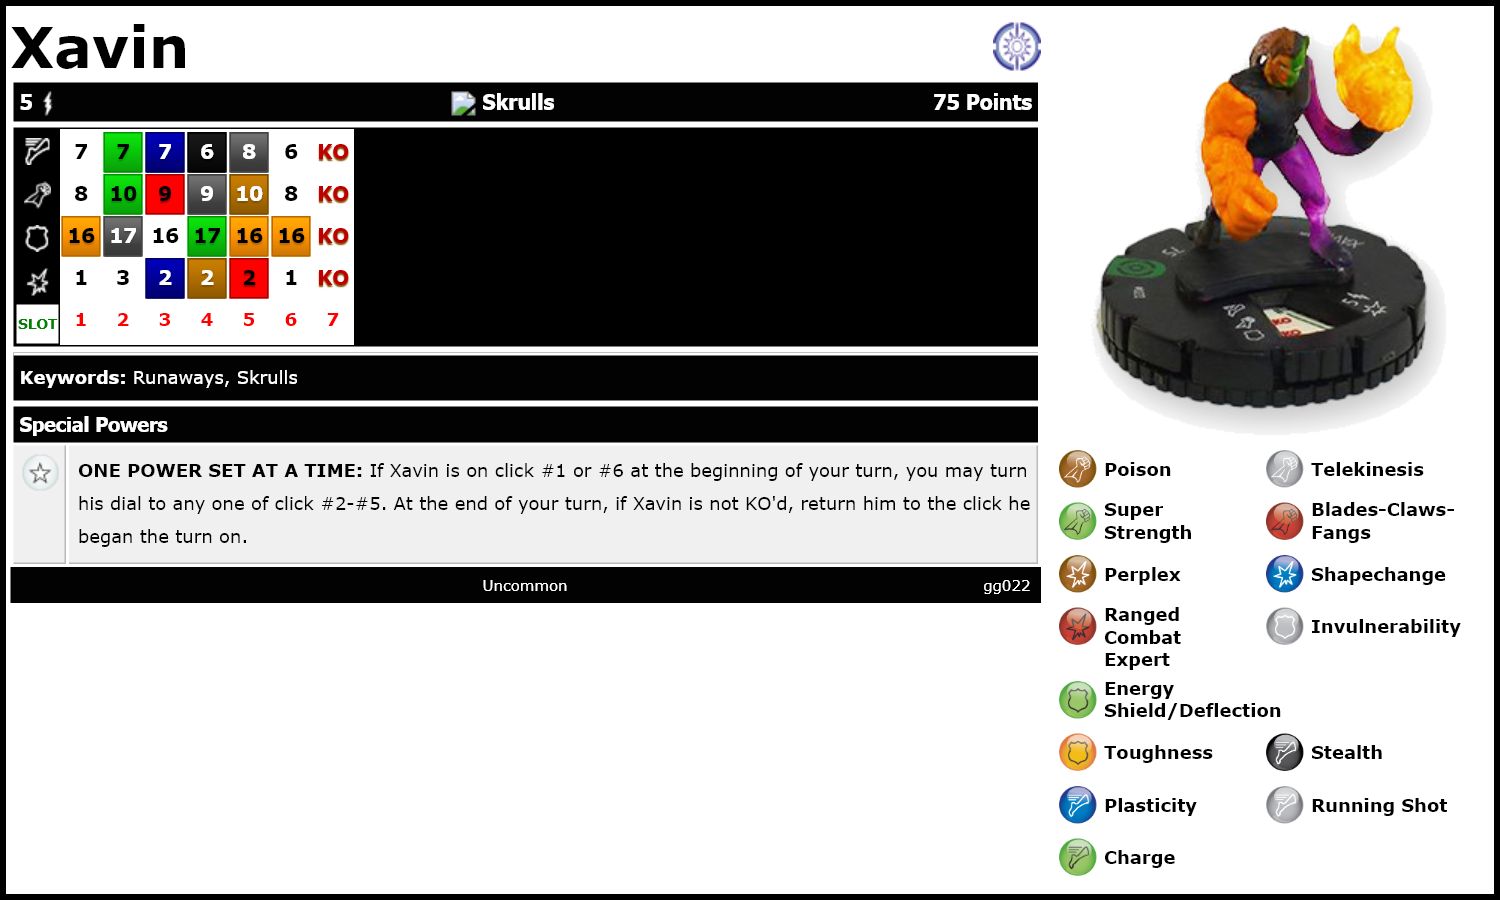 Xavin
5 Skrulls 75 Points
7 7 7 6 8 6 KO
8 10 9 9 10 8 KO
16 17 16 17 16 16 KO
1 3 2 2 2 1 KO
SLOT 1 2 3 4 5 6 7
Keywords: Runaways, Skrulls
Special Powers
ONE POWER SET AT A TIME: If Xavin is on click #1 or #6 at the beginning of your turn, you may turn
his dial to any one of click #2-#5. At the end of your turn, if Xavin is not KO'd, return him to the click he
began the turn on.
Uncommon gg022
XAVIN
75
KO
KO
Poison Telekinesis
Super
Strength
Blades-Claws-
Fangs
Perplex Shapechange
Ranged
Combat
Expert
Invulnerability
Energy
Shield/Deflection
Toughness Stealth
Plasticity Running Shot
Charge